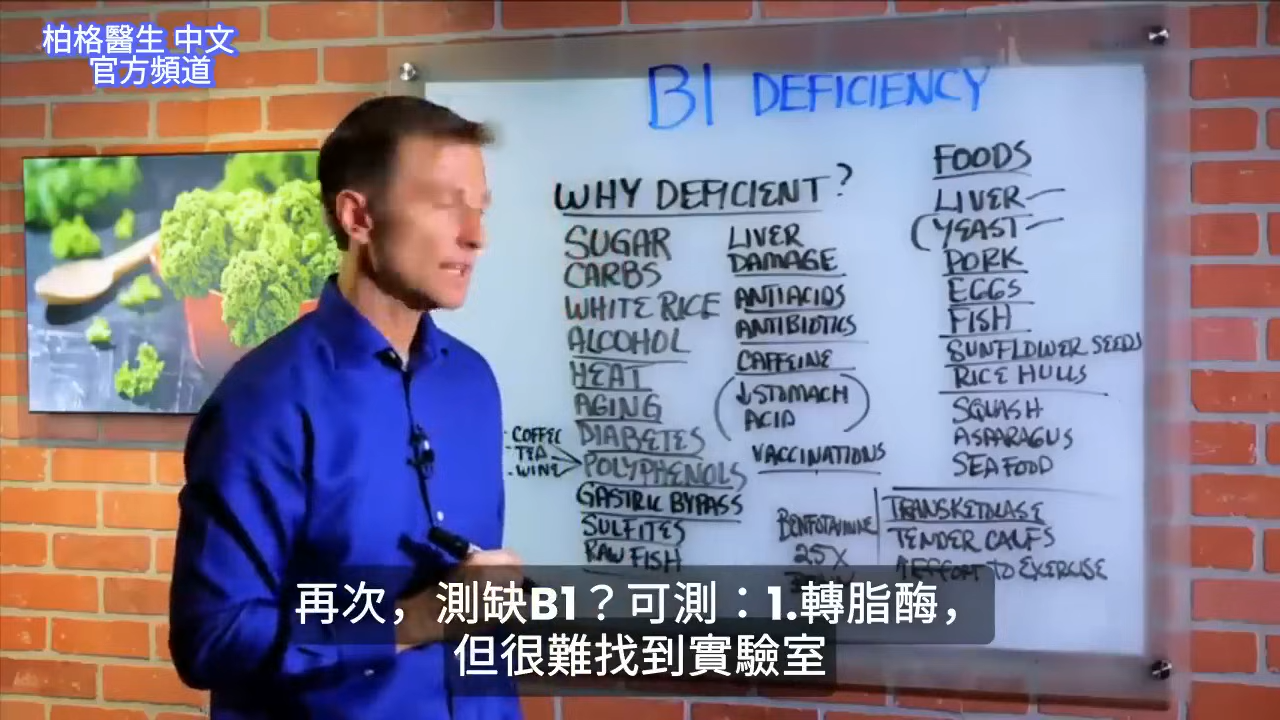 柏格醫生 中文
官方頻道
B1 DEFICIENCY
WHY DEFICIENT?
SUGAR
CARBS
WHITE RICE
ALCOHOL
HEAT
AGING
DIABETES
POLYPHENOLS
GASTRIC BYPASS
SULFITES
RAW FISH
· COFFEE
· TEA
· WINE
LIVER
DAMAGE
ANTIACIDS
ANTIBIOTICS
CAFFEINE
(↓STOMACH
ACID)
VACCINATIONS
BENFOTAMINE
25X
FOODS
LIVER
(YEAST
PORK
EGGS
FISH
SUNFLOWER SEEDS
RICE HULLS
SQUASH
ASPARAGUS
SEAFOOD
TRANSKETOLASE
TENDER CALFS
EFFORT TO EXERCISE
再次，測缺B1？可測：1.轉脂酶，
但很難找到實驗室